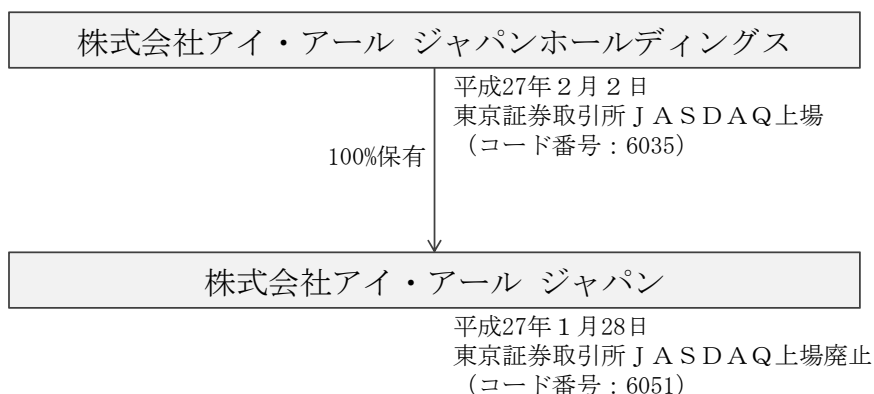 株式会社アイ・アール ジャパンホールディングス
平成27年２月２日
東京証券取引所ＪＡＳＤＡＱ上場
（コード番号：6035）
100%保有
株式会社アイ・アール ジャパン
平成27年１月28日
東京証券取引所ＪＡＳＤＡＱ上場廃止
（コード番号：6051）